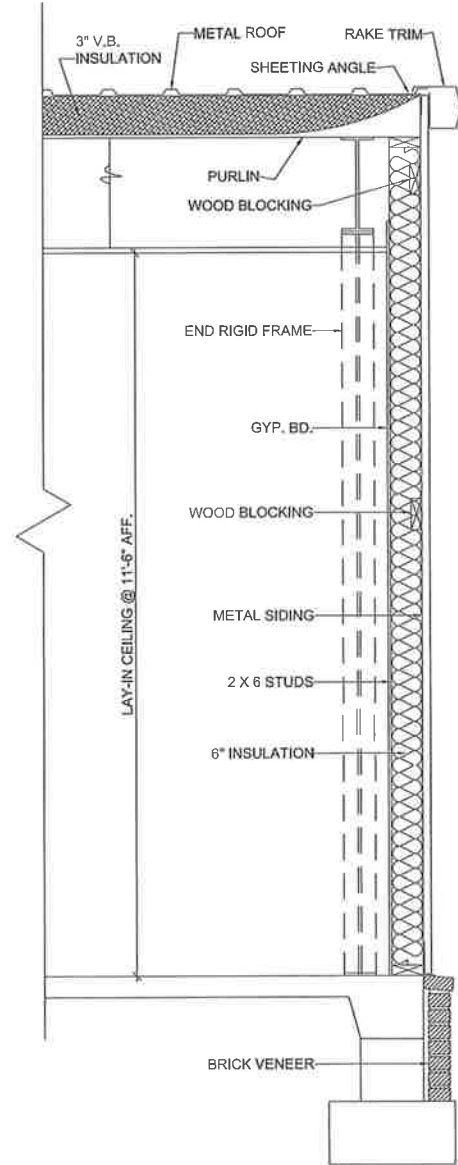 3" V.B.
INSULATION
METAL ROOF
RAKE TRIM
SHEETING ANGLE
PURLIN
WOOD BLOCKING
END RIGID FRAME
GYP. BD.
WOOD BLOCKING
LAY-IN CEILING @ 11'-6" AFF.
METAL SIDING
2 X 6 STUDS
6" INSULATION
BRICK VENEER